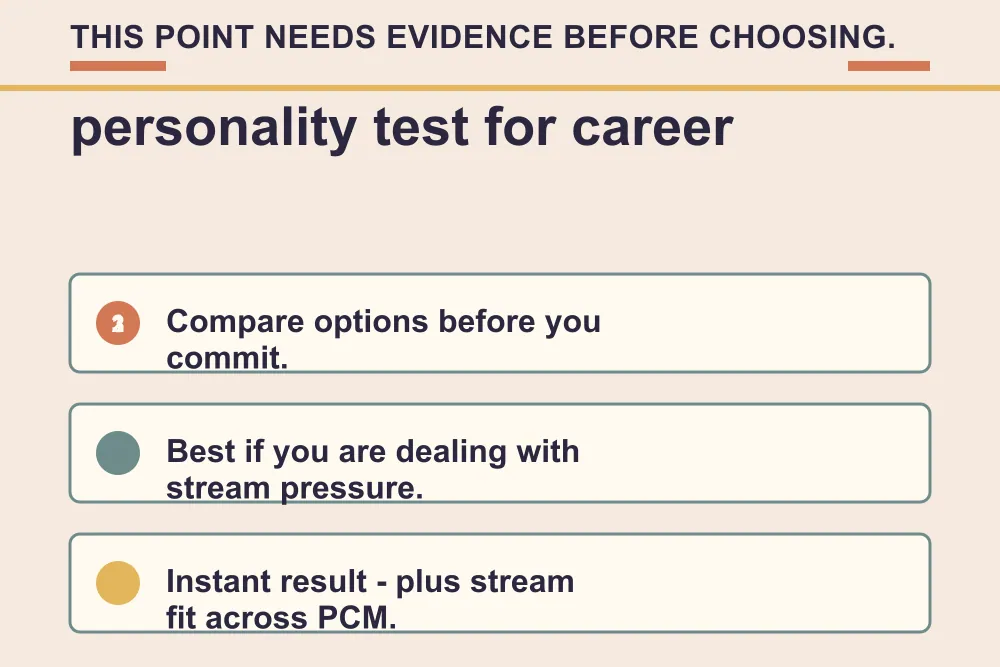 THIS POINT NEEDS EVIDENCE BEFORE CHOOSING.
personality test for career
Compare options before you
commit.
Best if you are dealing with
stream pressure.
Instant result - plus stream
fit across PCM.